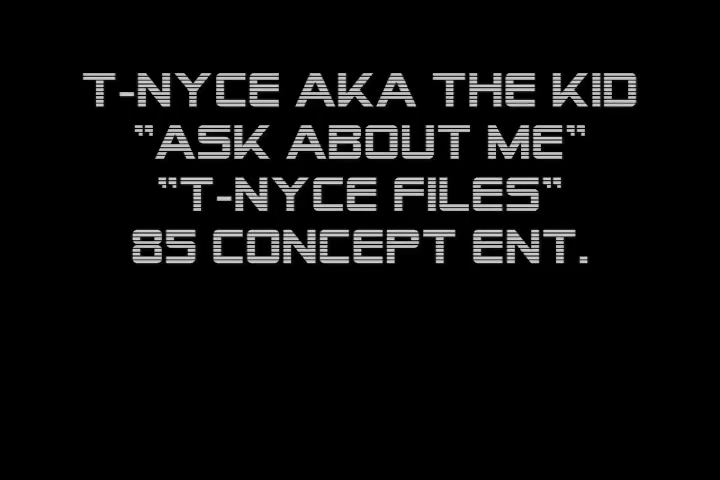 T-NYCE AKA THE KID
"ASK ABOUT ME"
"T-NYCE FILES"
85 CONCEPT ENT.